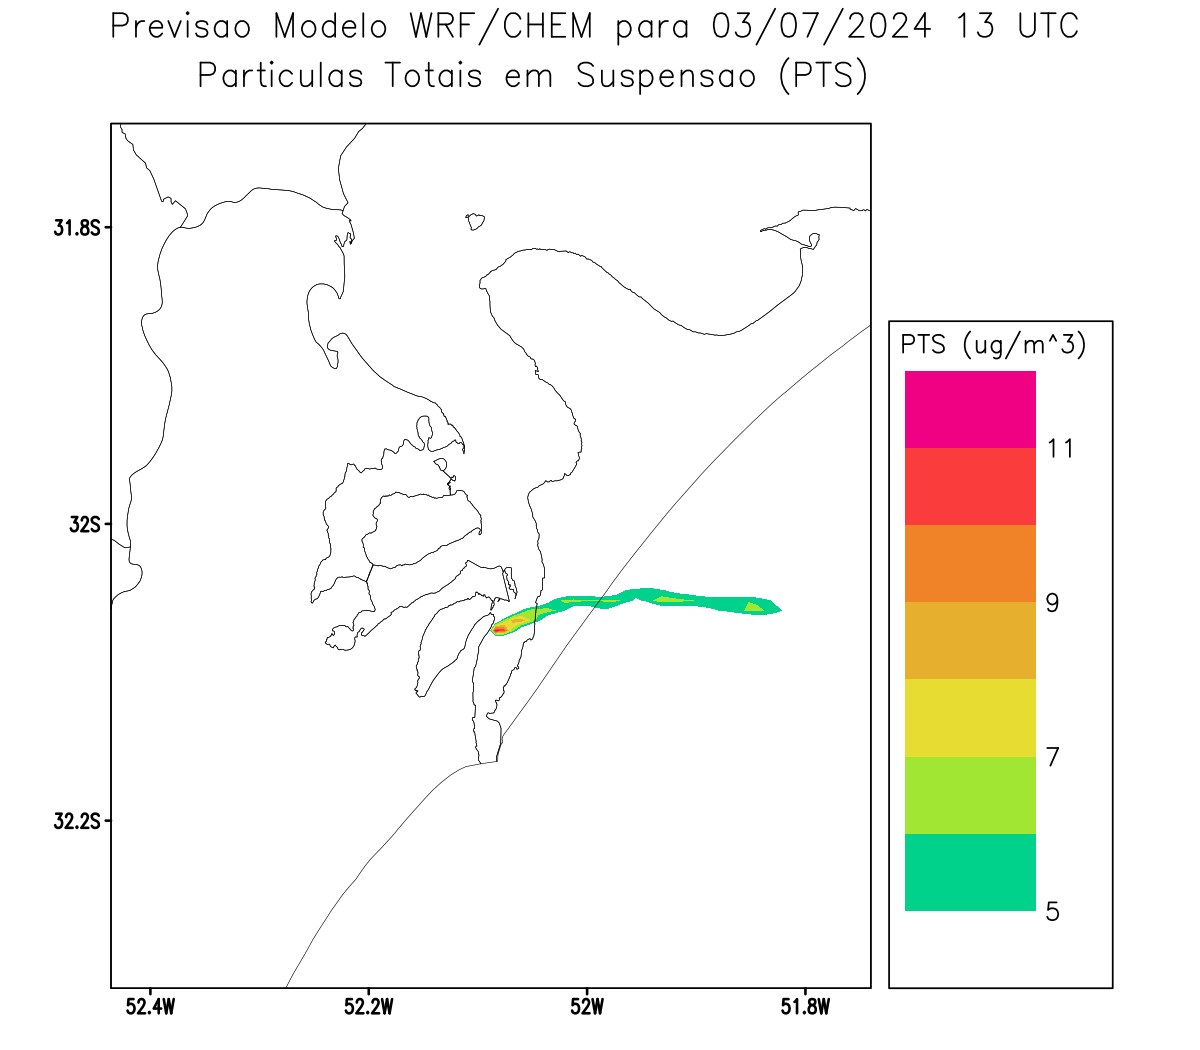 Previsao Modelo WRF/CHEM para 03/07/2024 13 UTC
Particulas Totais em Suspensao (PTS)
31.8S
32S
32.2S
52.4W
52.2W
52W
51.8W
PTS (ug/m^3)
11
9
7
5